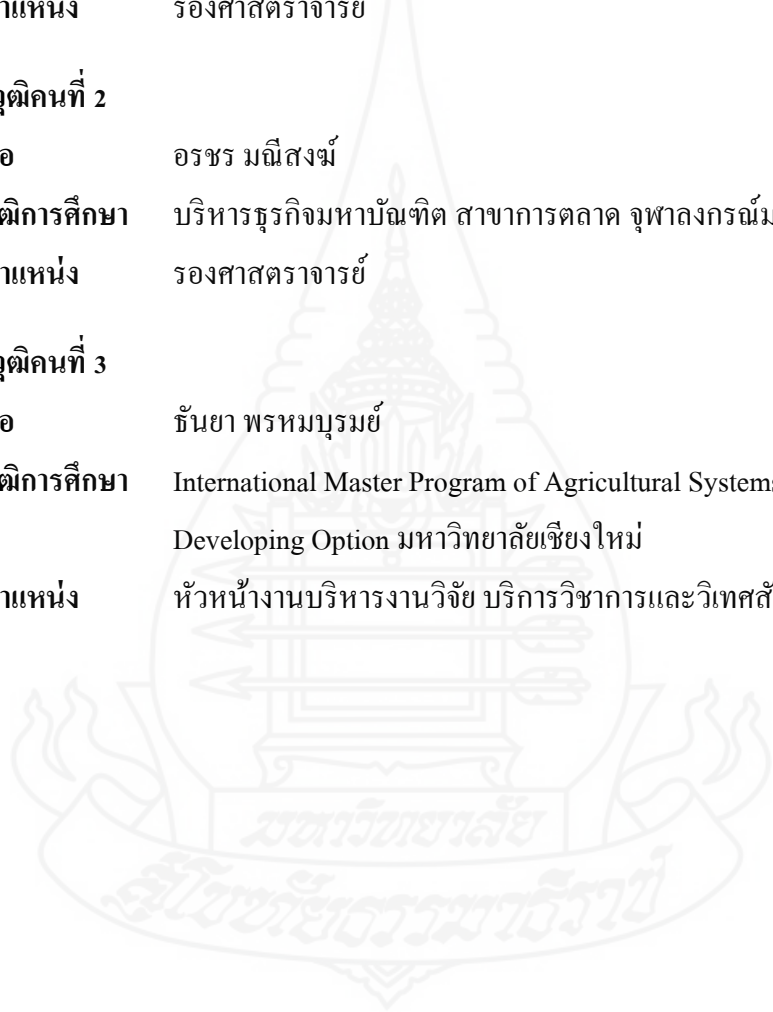 รองศาสตราจารย์
วุฒิคนที่ 2
อรชร มณีสงฆ์
ฒิการศึกษา บริหารธุรกิจมหาบัณฑิต สาขาการตลาด จุฬาลงกรณ์ม
าแหน่ง รองศาสตราจารย์
วุฒิคนที่ 3
ธันยา พรหมบุรมย์
ฒิการศึกษา International Master Program of Agricultural Systems
Developing Option มหาวิทยาลัยเชียงใหม่
าแหน่ง หัวหน้างานบริหารงานวิจัย บริการวิชาการและวิเทศสั
มหาวิทยาลัย
สุโขทัยธรรมาธิราช